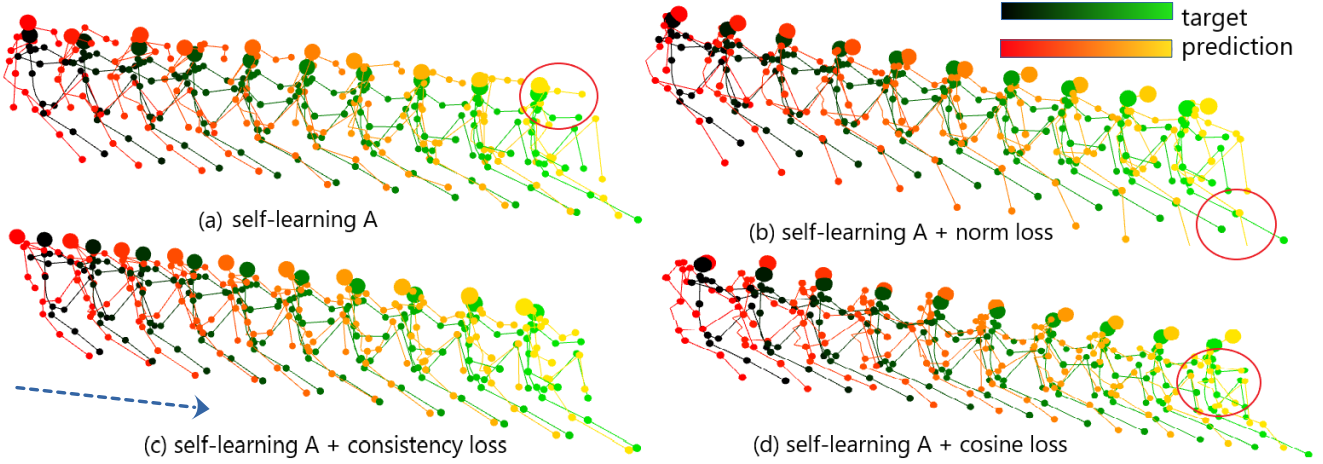 target
prediction
(a) self-learning A
(b) self-learning A + norm loss
(c) self-learning A + consistency loss
(d) self-learning A + cosine loss